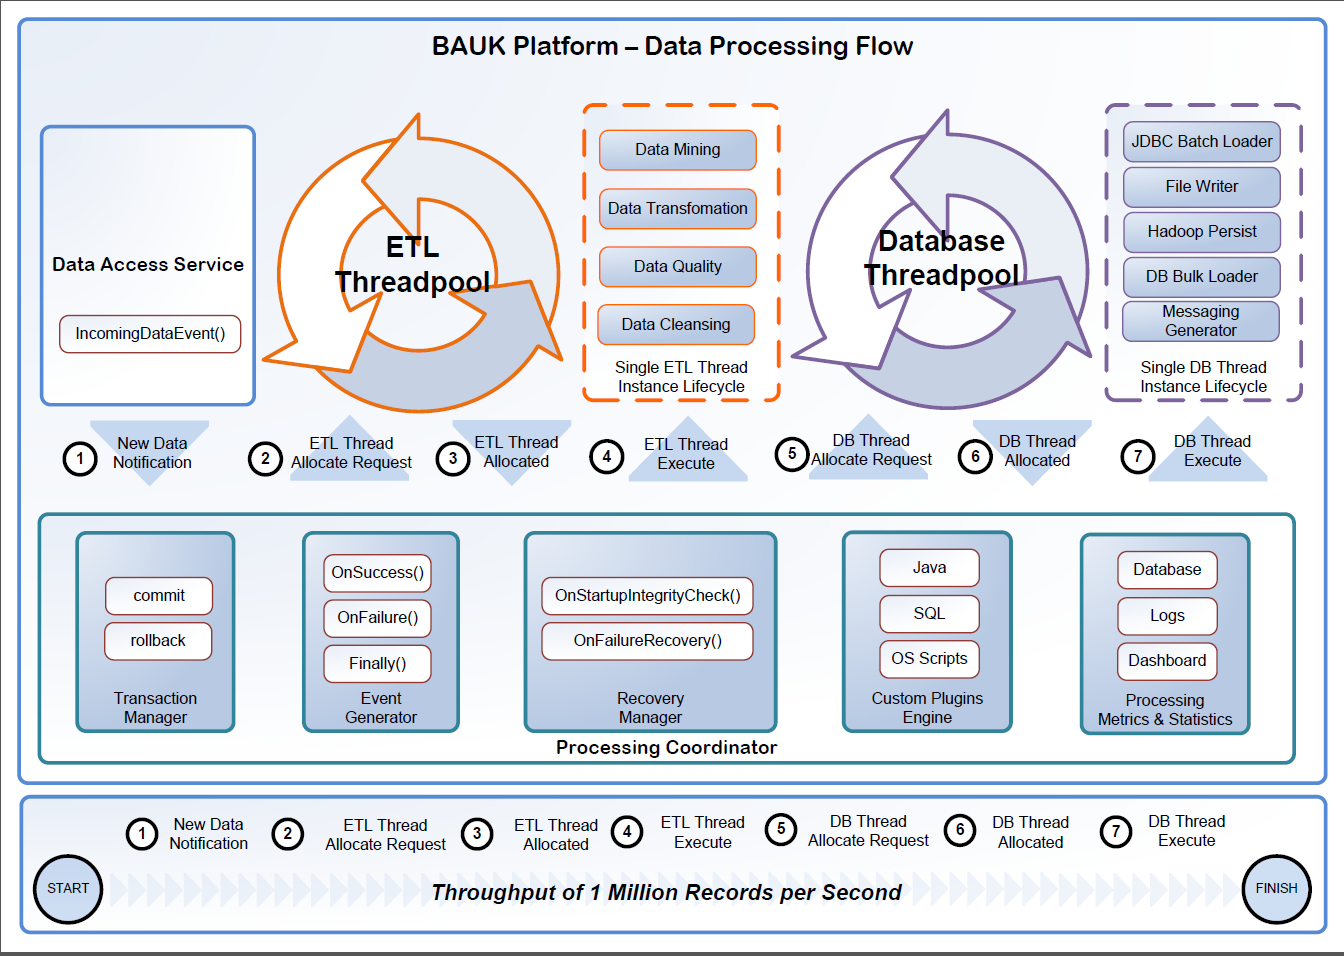 BAUK Platform – Data Processing Flow
Data Access Service
IncomingDataEvent()
ETL
Threadpool
Data Mining
Data Transfomation
Data Quality
Data Cleansing
Single ETL Thread
Instance Lifecycle
Database
Threadpool
JDBC Batch Loader
File Writer
Hadoop Persist
DB Bulk Loader
Messaging
Generator
Single DB Thread
Instance Lifecycle
1
New Data
Notification
2
ETL Thread
Allocate Request
3
ETL Thread
Allocated
4
ETL Thread
Execute
5
DB Thread
Allocate Request
6
DB Thread
Allocated
7
DB Thread
Execute
commit
rollback
Transaction
Manager
OnSuccess()
OnFailure()
Finally()
Event
Generator
OnStartupIntegrityCheck()
OnFailureRecovery()
Recovery
Manager
Java
SQL
OS Scripts
Custom Plugins
Engine
Database
Logs
Dashboard
Processing
Metrics & Statistics
Processing Coordinator
1
New Data
Notification
2
ETL Thread
Allocate Request
3
ETL Thread
Allocated
4
ETL Thread
Execute
5
DB Thread
Allocate Request
6
DB Thread
Allocated
7
DB Thread
Execute
START
Throughput of 1 Million Records per Second
FINISH